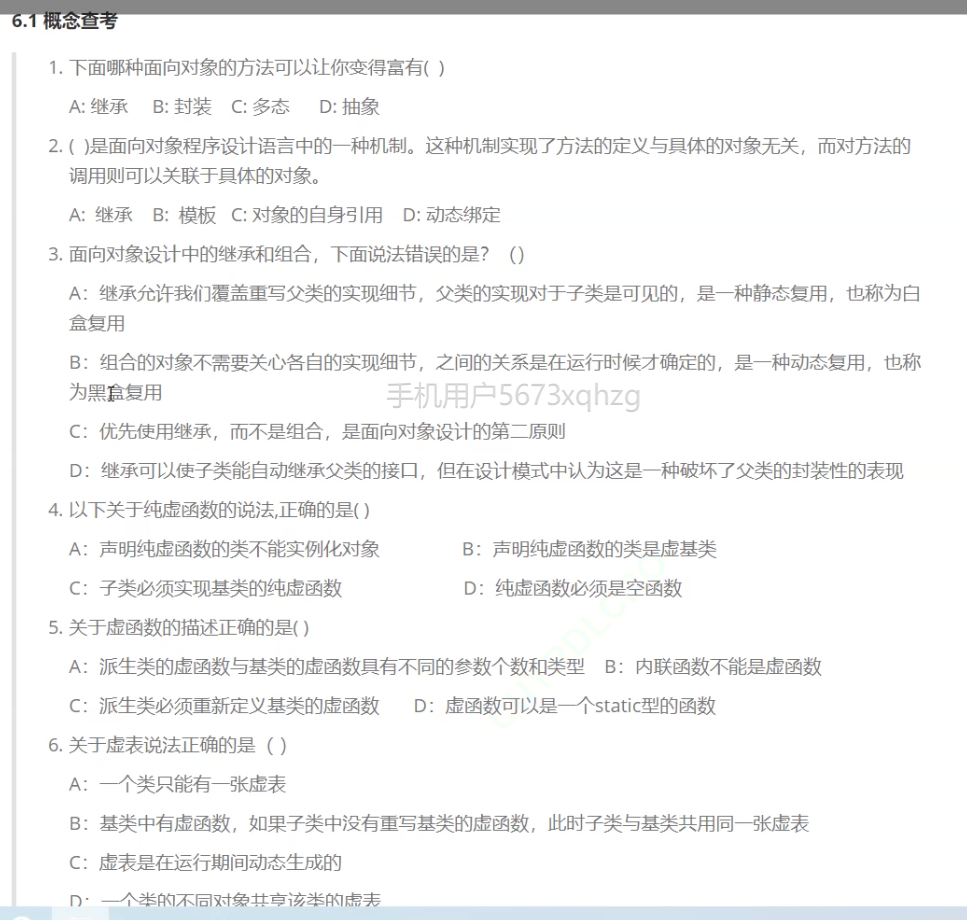 6.1 概念查考
1. 下面哪种面向对象的方法可以让你变得富有( )
A: 继承 B: 封装 C: 多态 D: 抽象
2. ( )是面向对象程序设计语言中的一种机制。这种机制实现了方法的定义与具体的对象无关，而对方法的
调用则可以关联于具体的对象。
A: 继承 B: 模板 C: 对象的自身引用 D: 动态绑定
3. 面向对象设计中的继承和组合，下面说法错误的是？（）
A：继承允许我们覆盖重写父类的实现细节，父类的实现对于子类是可见的，是一种静态复用，也称为白
盒复用
B：组合的对象不需要关心各自的实现细节，之间的关系是在运行时候才确定的，是一种动态复用，也称
为黑盒复用
手机用户5673xqhzg
C：优先使用继承，而不是组合，是面向对象设计的第二原则
D：继承可以使子类能自动继承父类的接口，但在设计模式中认为这是一种破坏了父类的封装性的表现
4. 以下关于纯虚函数的说法,正确的是( )
A：声明纯虚函数的类不能实例化对象 B：声明纯虚函数的类是虚基类
C：子类必须实现基类的纯虚函数 D：纯虚函数必须是空函数
5. 关于虚函数的描述正确的是( )
A：派生类的虚函数与基类的虚函数具有不同的参数个数和类型 B：内联函数不能是虚函数
C：派生类必须重新定义基类的虚函数 D：虚函数可以是一个static型的函数
6. 关于虚表说法正确的是（ ）
A：一个类只能有一张虚表
B：基类中有虚函数，如果子类中没有重写基类的虚函数，此时子类与基类共用同一张虚表
C：虚表是在运行期间动态生成的
D：一个类的不同对象共享该类的虚表